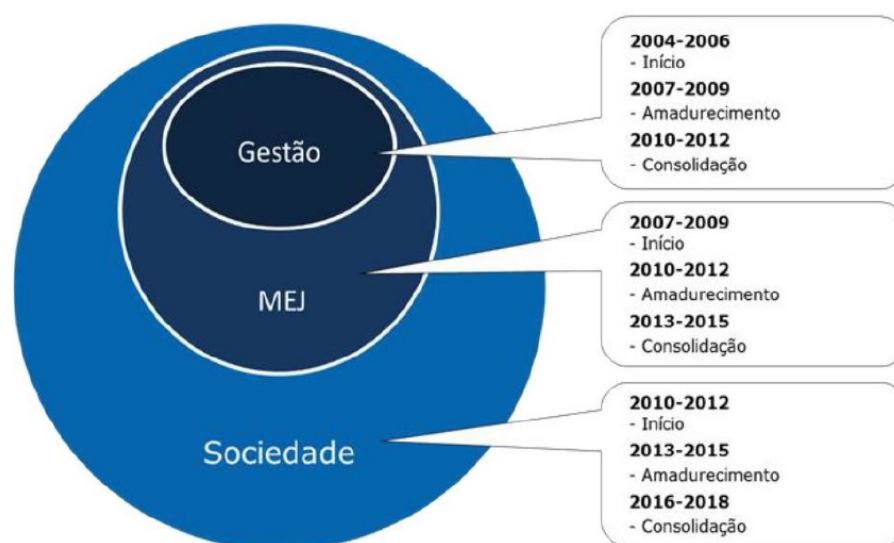 Gestão
MEJ
Sociedade
2004-2006
- Início
2007-2009
- Amadurecimento
2010-2012
- Consolidação
2007-2009
- Início
2010-2012
- Amadurecimento
2013-2015
- Consolidação
2010-2012
- Início
2013-2015
- Amadurecimento
2016-2018
- Consolidação